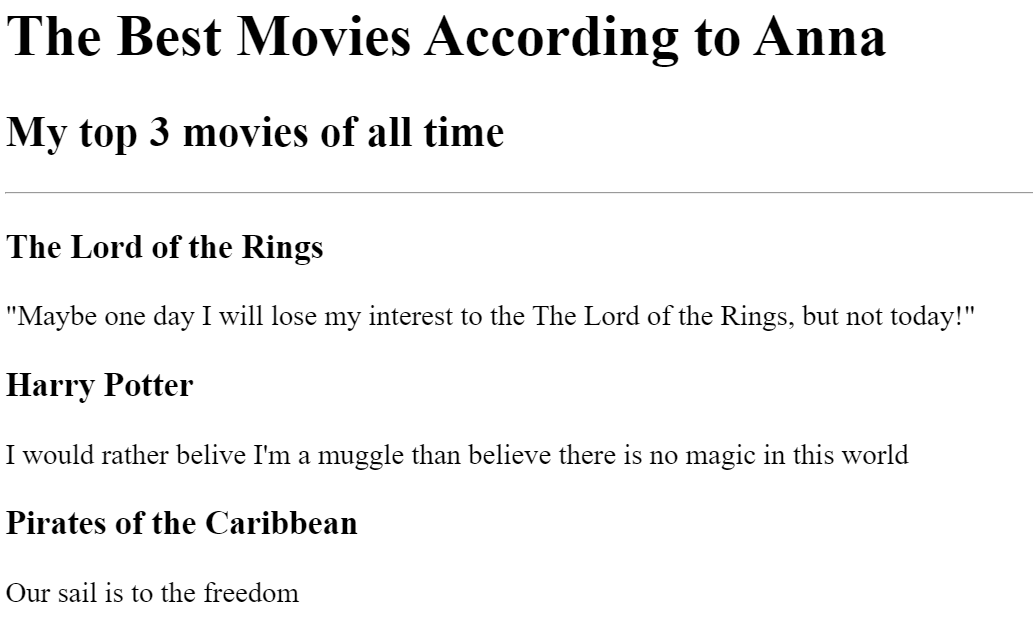 The Best Movies According to Anna
My top 3 movies of all time
The Lord of the Rings
"Maybe one day I will lose my interest to the The Lord of the Rings, but not today!"
Harry Potter
I would rather belive I'm a muggle than believe there is no magic in this world
Pirates of the Caribbean
Our sail is to the freedom